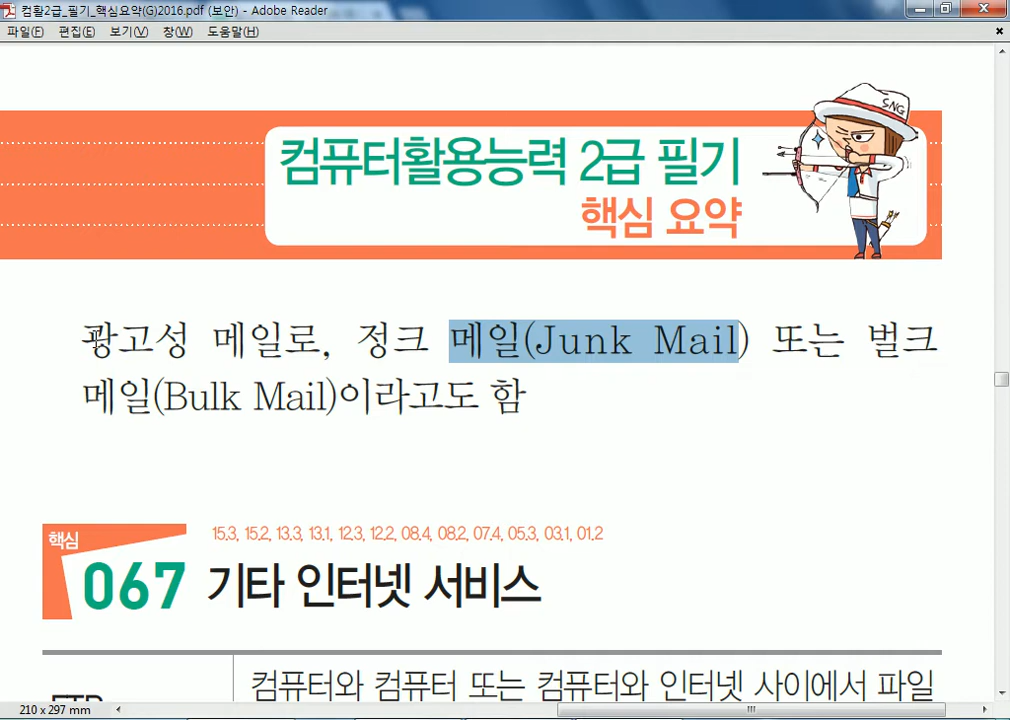 컴활2급_필기_핵심요약(G)2016.pdf (보안) - Adobe Reader
파일(F) 편집(E) 보기(V) 창(W) 도움말(H)
SNG
컴퓨터활용능력 2급 필기
핵심 요약
광고성 메일로, 정크 메일(Junk Mail) 또는 벌크
메일(Bulk Mail)이라고도 함
핵심
067 기타 인터넷 서비스
15.3, 15.2, 13.3, 13.1, 12.3, 12.2, 08.4, 08.2, 07.4, 05.3, 03.1, 01.2
컴퓨터와 컴퓨터 또는 컴퓨터와 인터넷 사이에서 파일
FTP
210 x 297 mm